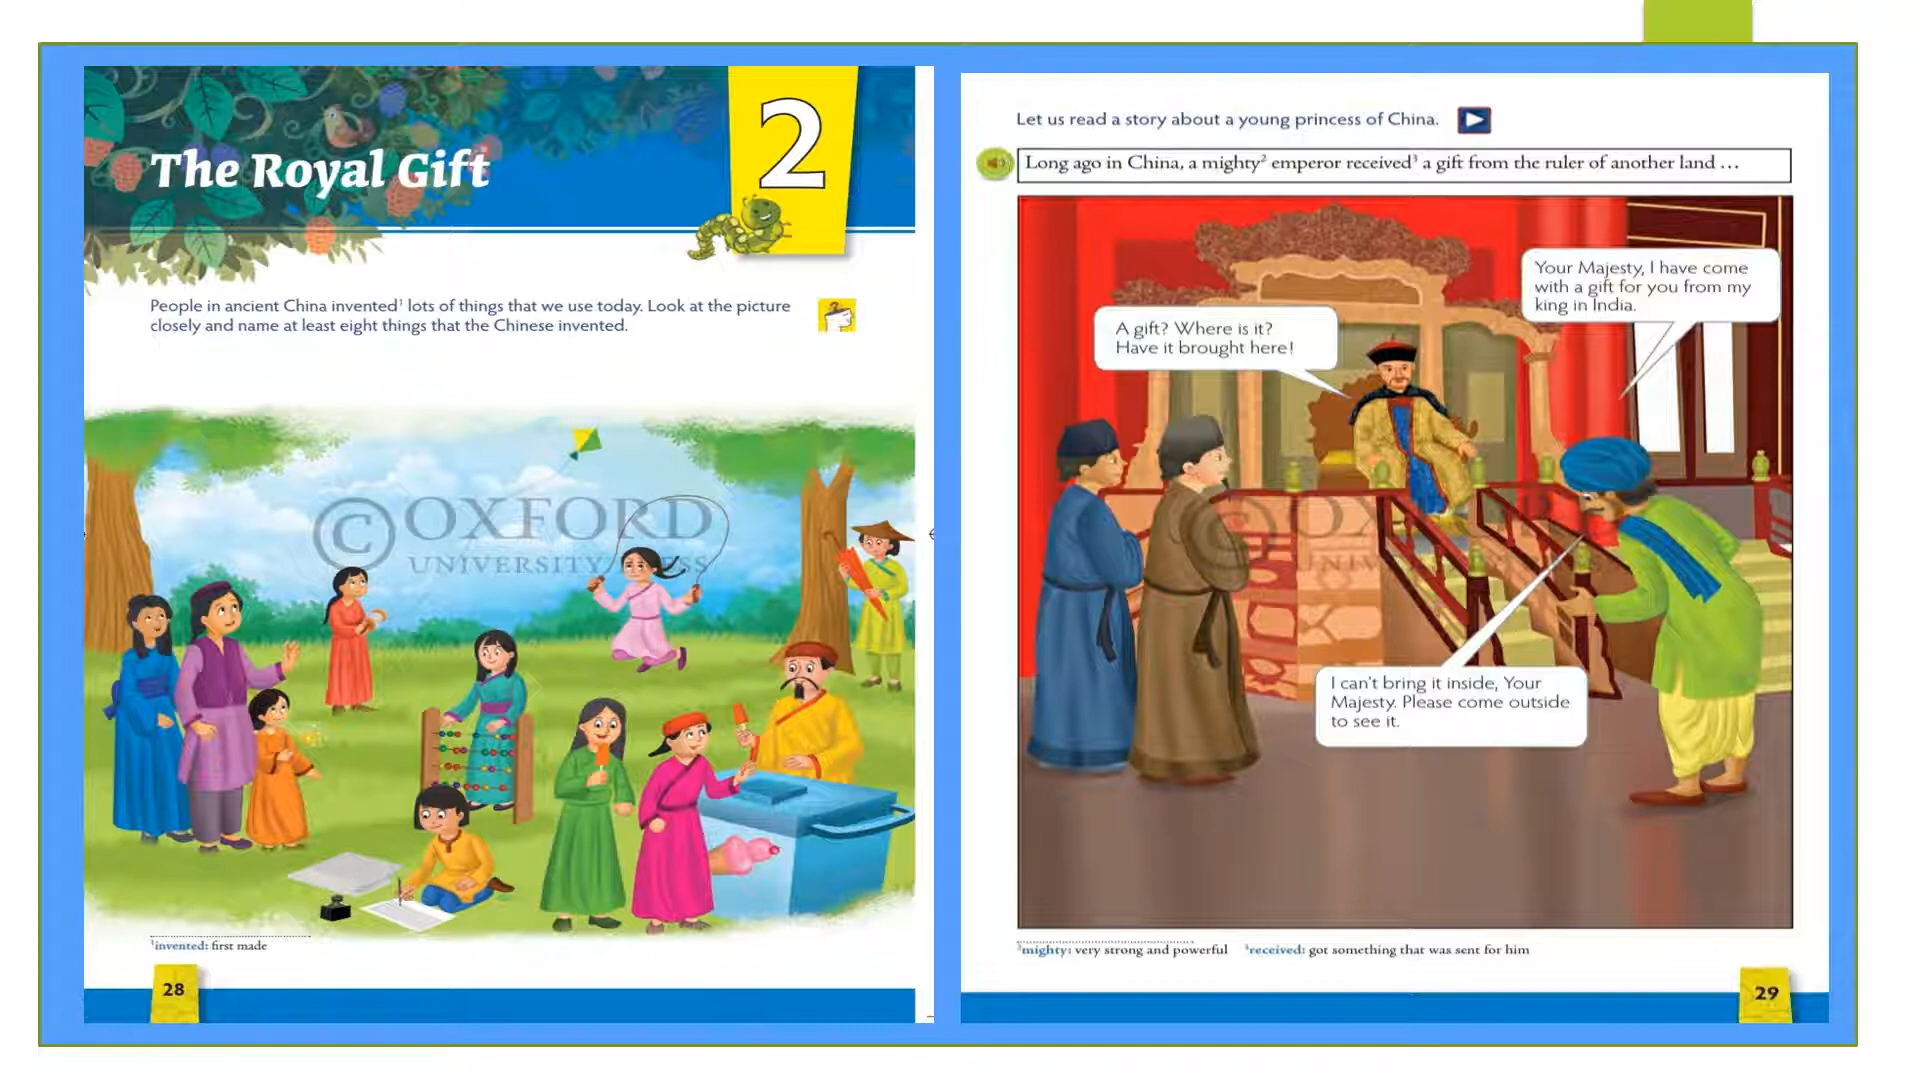 The Royal Gift
2
People in ancient China invented¹ lots of things that we use today. Look at the picture
closely and name at least eight things that the Chinese invented.
© OXFORD
UNIVERSITY PRESS
¹invented: first made
28
Let us read a story about a young princess of China.
Long ago in China, a mighty² emperor received³ a gift from the ruler of another land ...
Your Majesty, I have come
with a gift for you from my
king in India.
A gift? Where is it?
Have it brought here!
I can't bring it inside, Your
Majesty. Please come outside
to see it.
²mighty: very strong and powerful ³received: got something that was sent for him
29